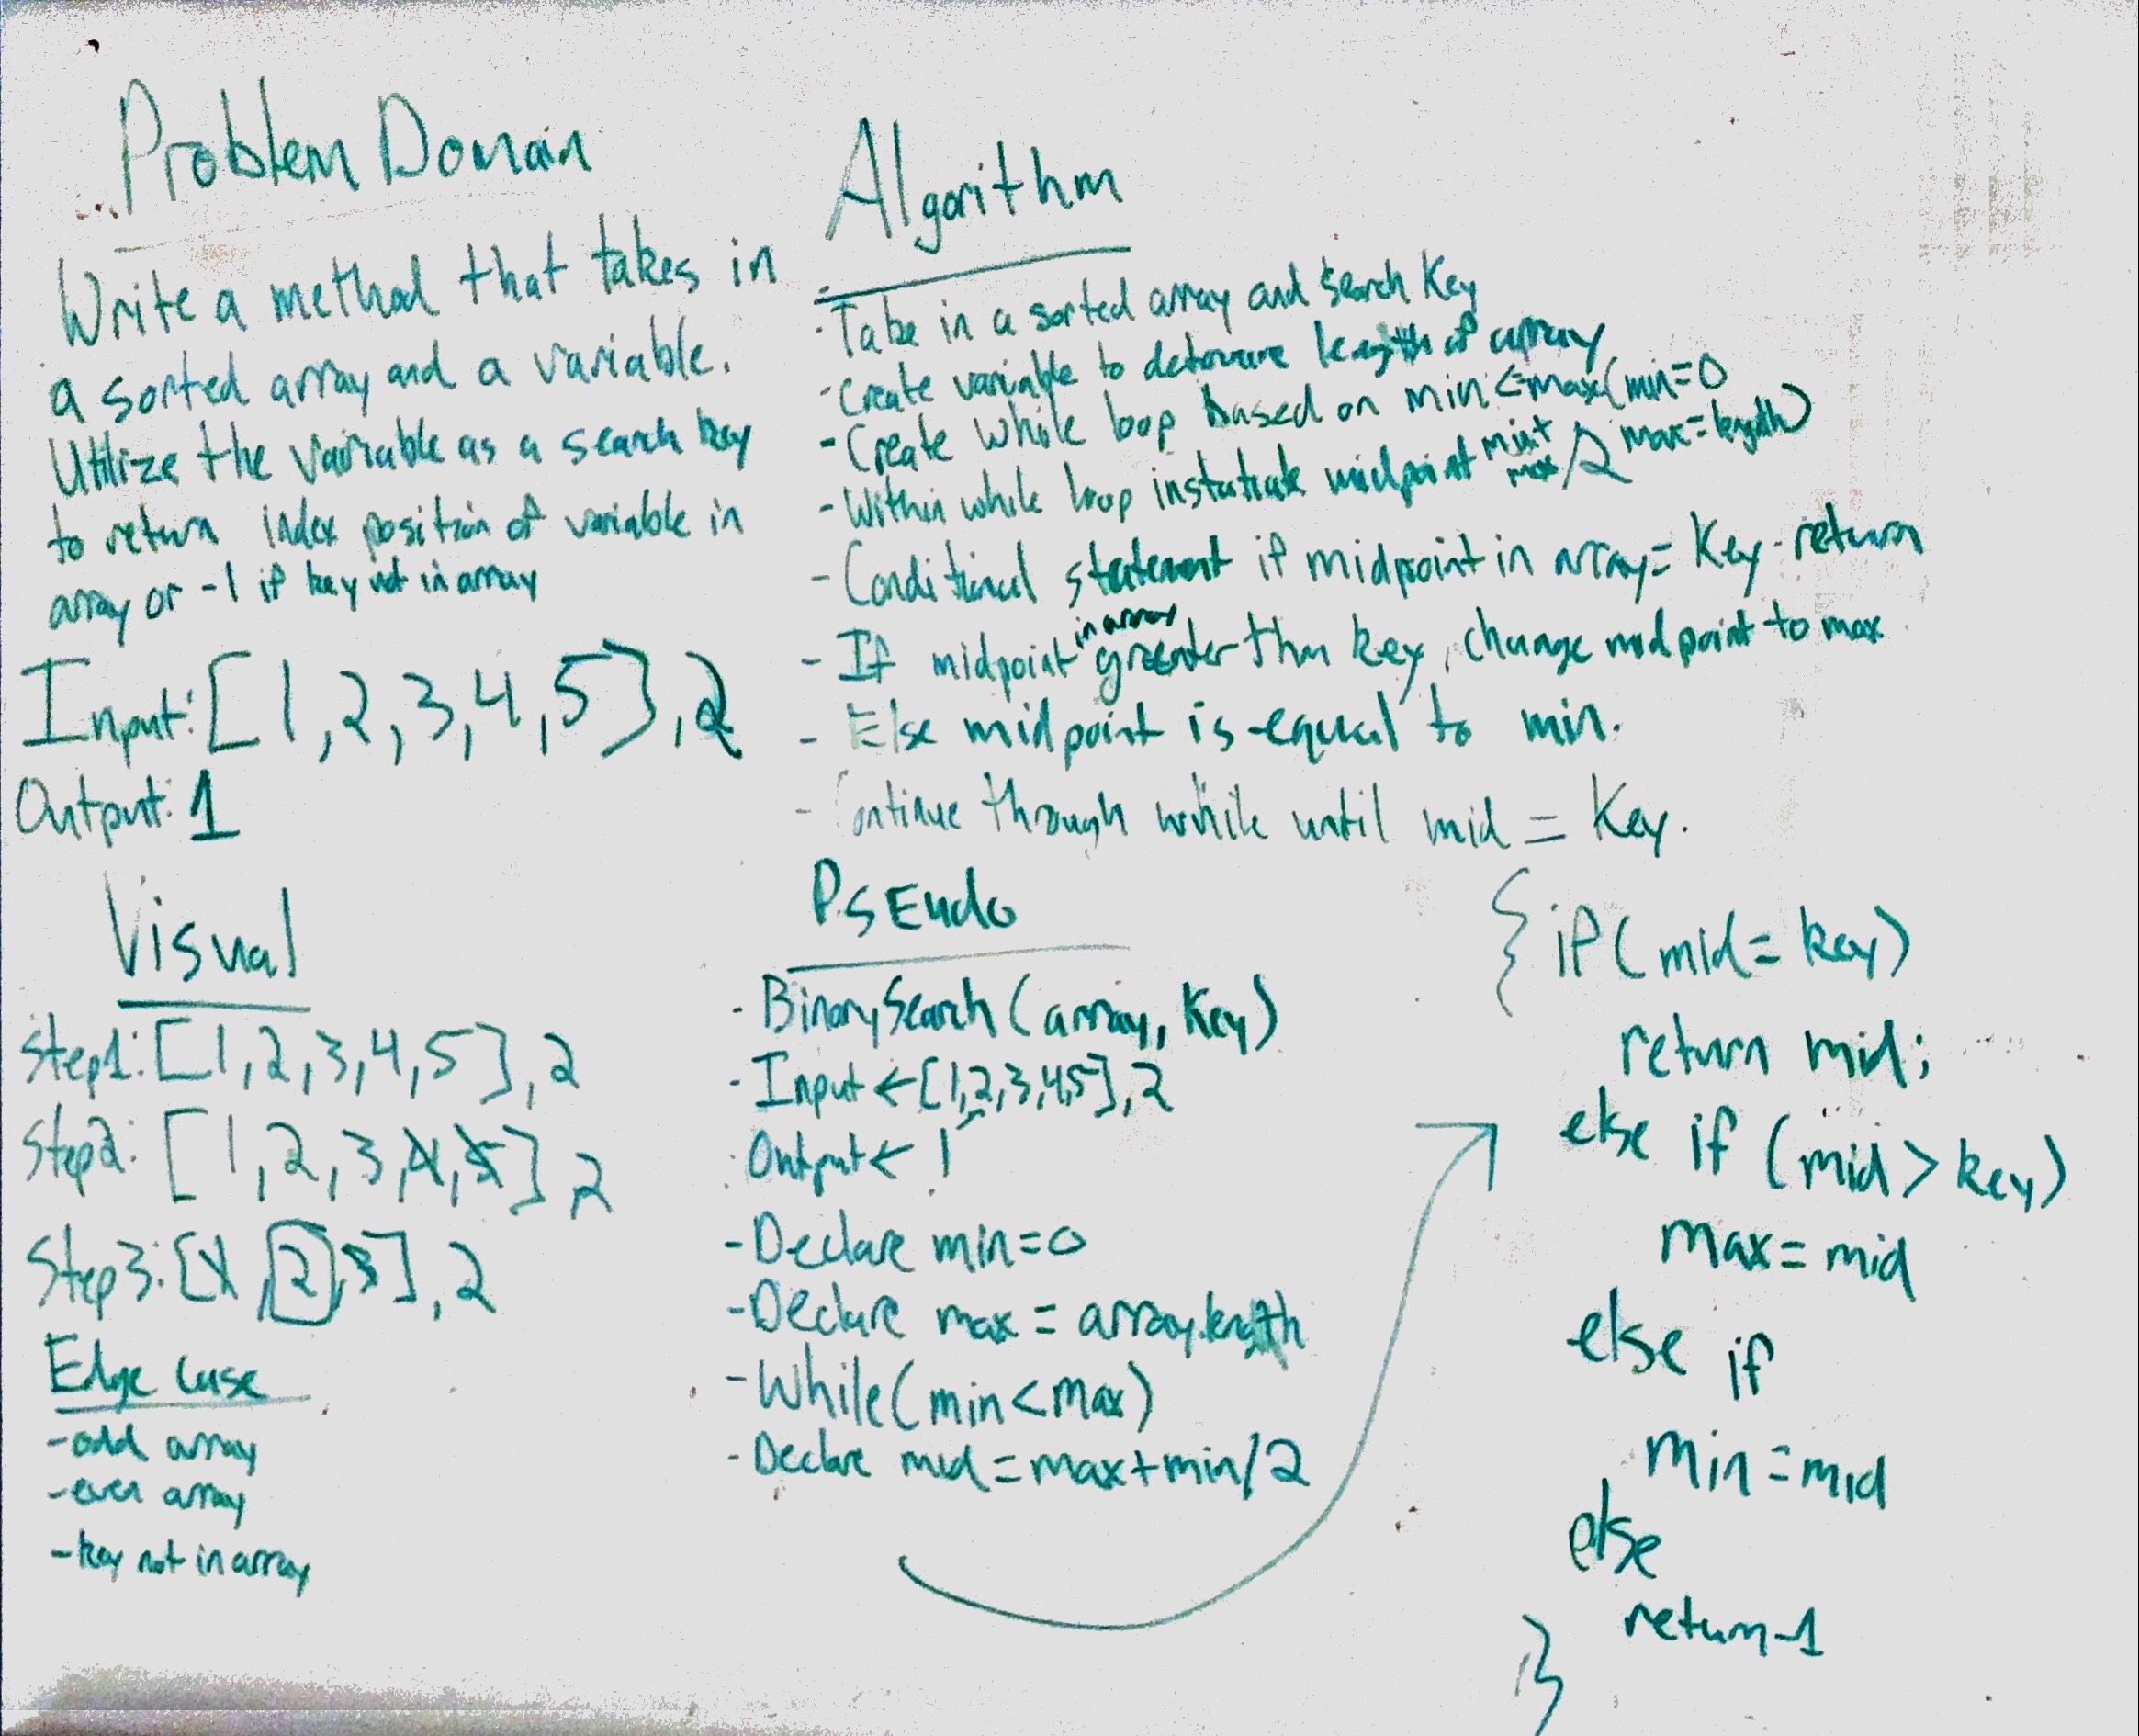 Problem Domain
Write a method that takes in
a sorted array and a variable.
Utilize the variable as a search key
to return index position of variable in
array or -1 if key not in array
Input: [1,2,3,4,5],2
Output: 1
Visual
Step1: [1,2,3,4,5],2
Step2: [1,2,3,4,5],2
Step3: [1,2,3],2
Edge Case
-odd array
-even array
-key not in array
Algorithm
-Take in a sorted array and search Key
-Create variable to determine length of array
-Create while loop based on min<=max(min=0
max=length)
-Within while loop instatiate midpoint min+max/2
-Conditional statement if midpoint in array= Key-return
-If midpoint in array greater than key, change midpoint to max
-Else midpoint is equal to min.
-Continue through while until mid = Key.
PSEudo
-BinarySearch(array, Key)
-Input←[1,2,3,4,5],2
-Output← 1
-Declare min=0
-Declare max = array.length
-While(min<max)
-Declare mid=max+min/2
{ if(mid= key)
return mid;
else if (mid> key)
max=mid
else if
min=mid
else
return-1
}